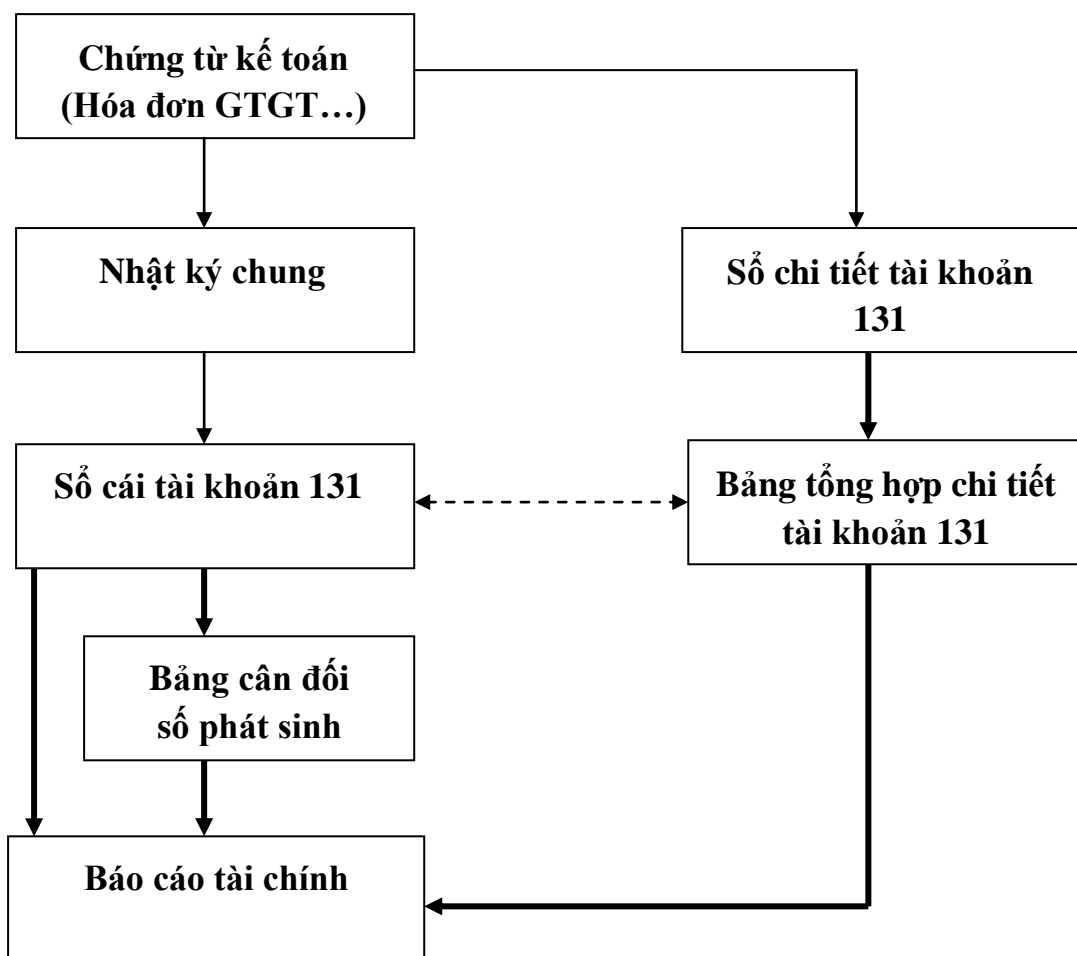 Chứng từ kế toán
(Hóa đơn GTGT…)
Nhật ký chung
Sổ chi tiết tài khoản
131
Sổ cái tài khoản 131
Bảng tổng hợp chi tiết
tài khoản 131
Bảng cân đối
số phát sinh
Báo cáo tài chính